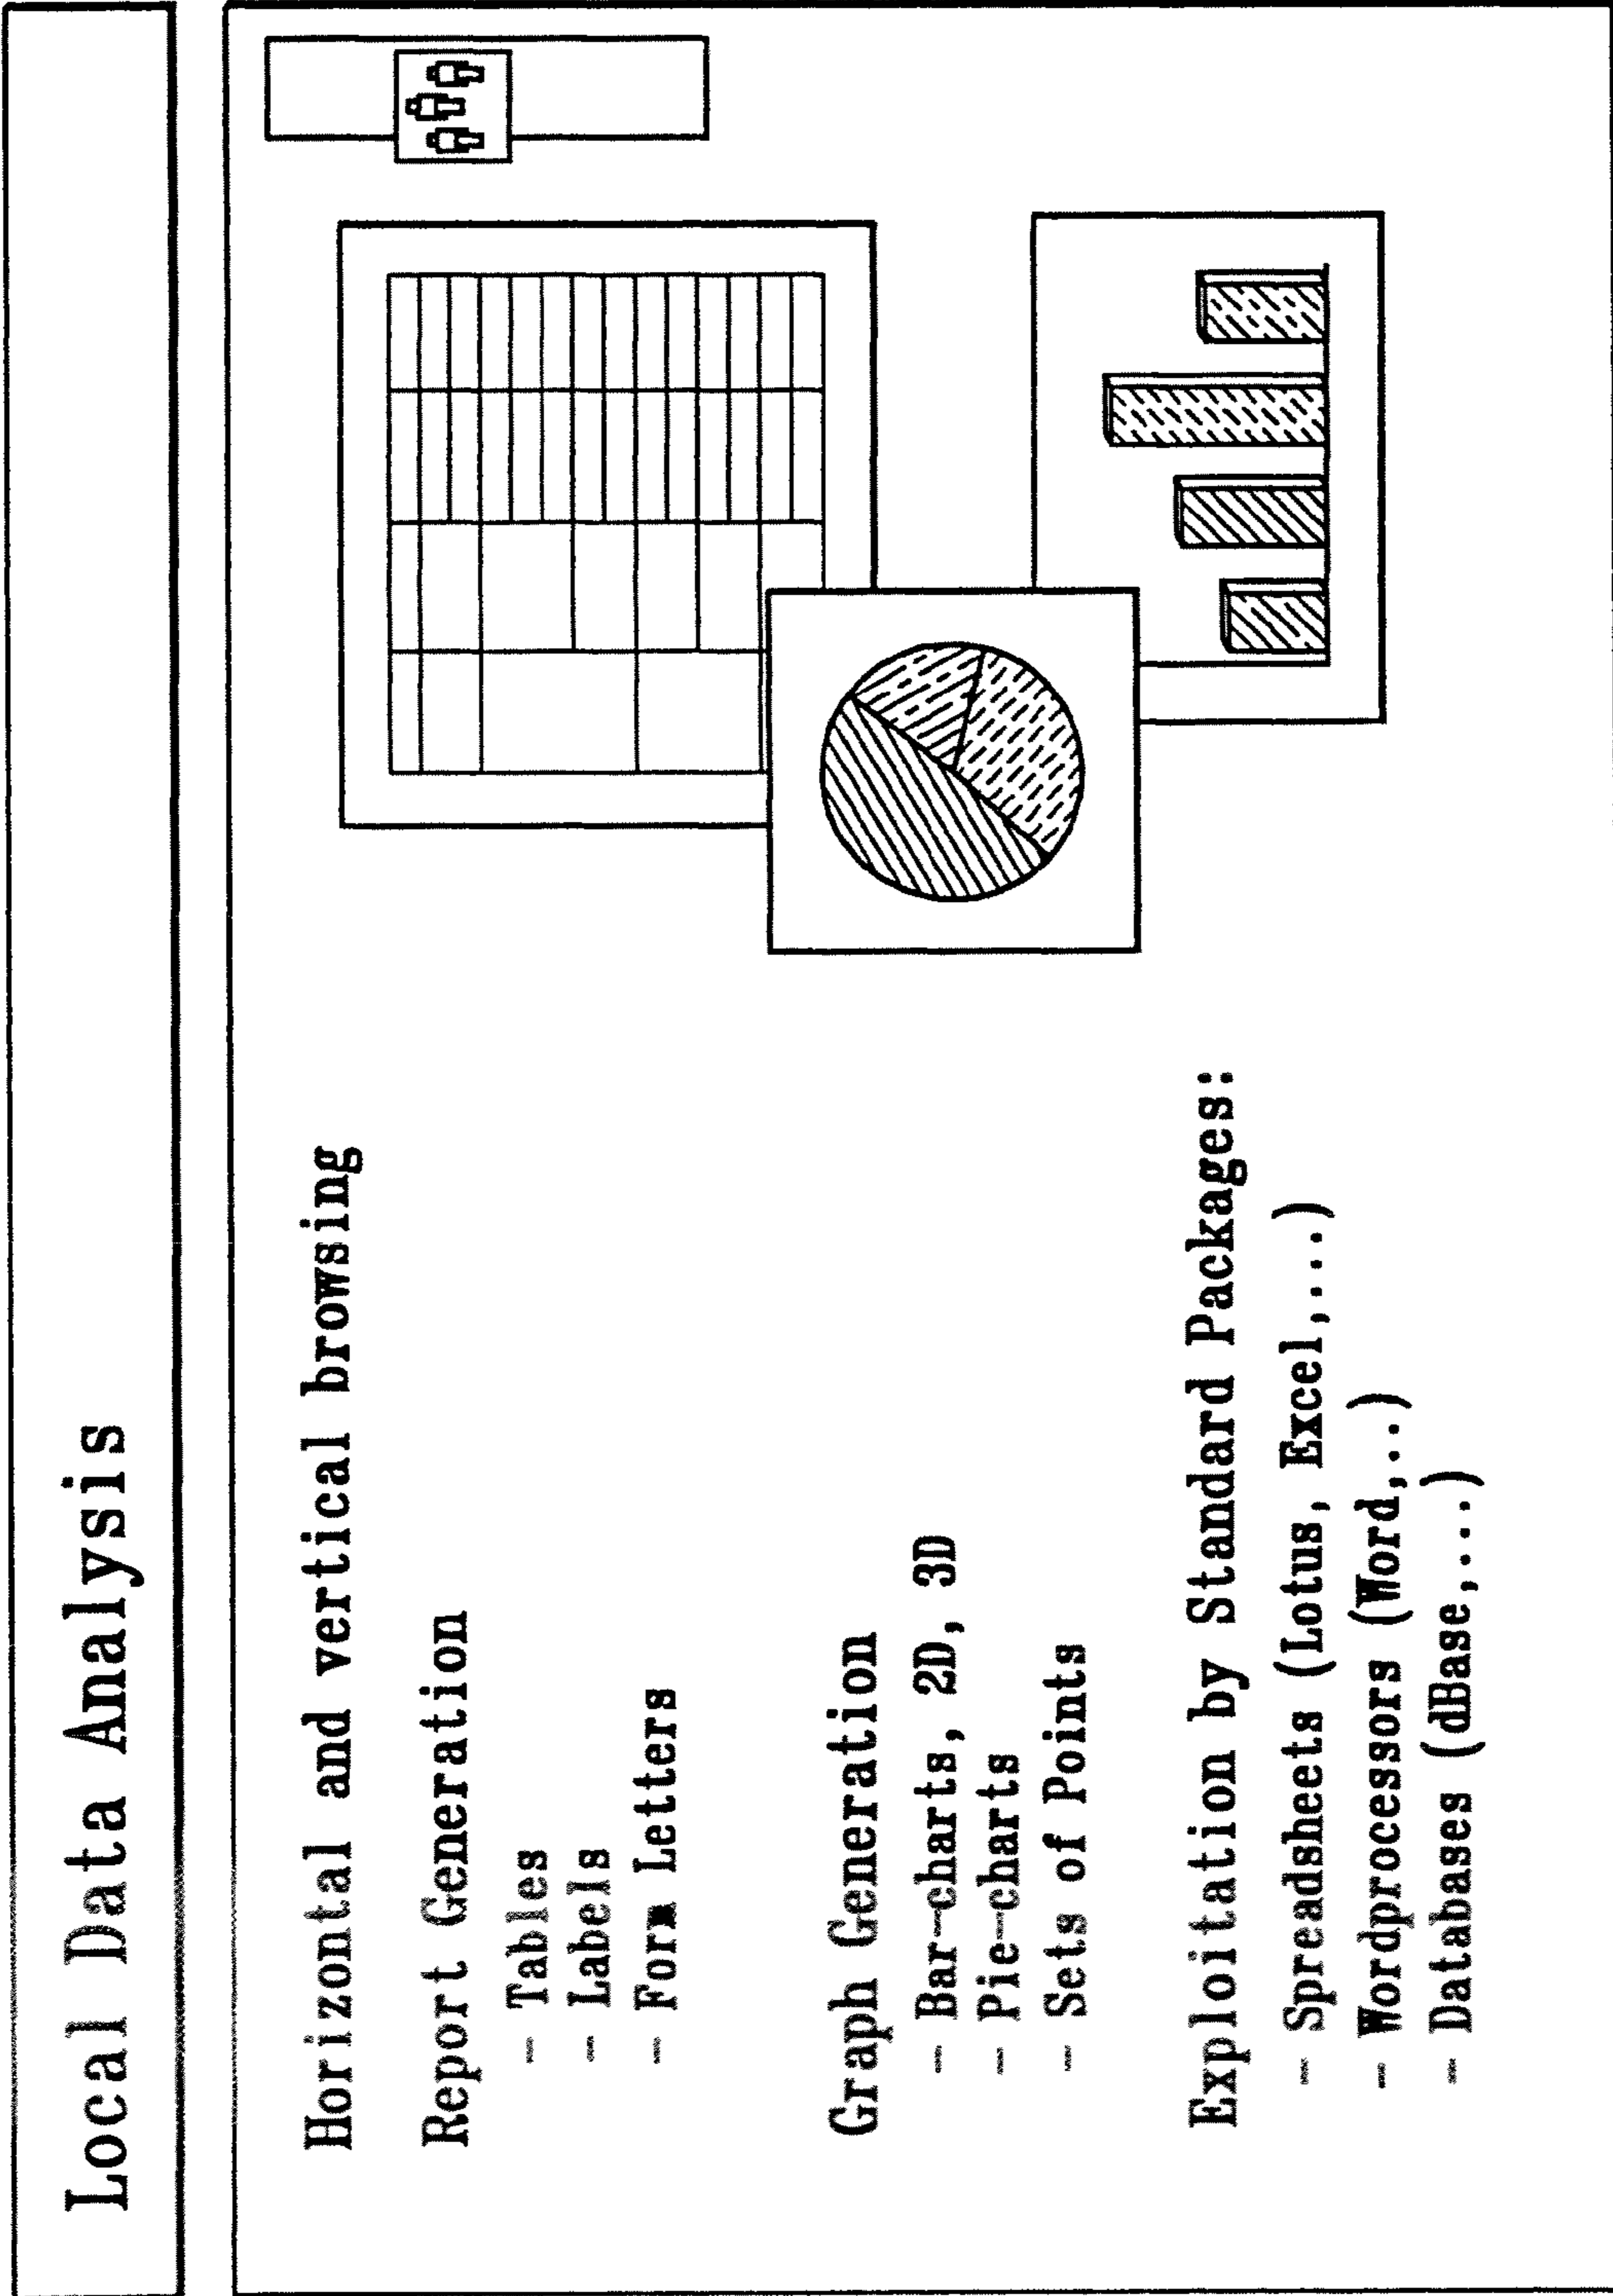 Local Data Analysis
Horizontal and vertical browsing
Report Generation
- Tables
- Labels
- Form Letters
Graph Generation
- Bar-charts, 2D, 3D
- Pie-charts
- Sets of Points
Exploitation by Standard Packages:
- Spreadsheets (Lotus, Excel,...)
- Wordprocessors (Word,..)
- Databases (dBase,...)